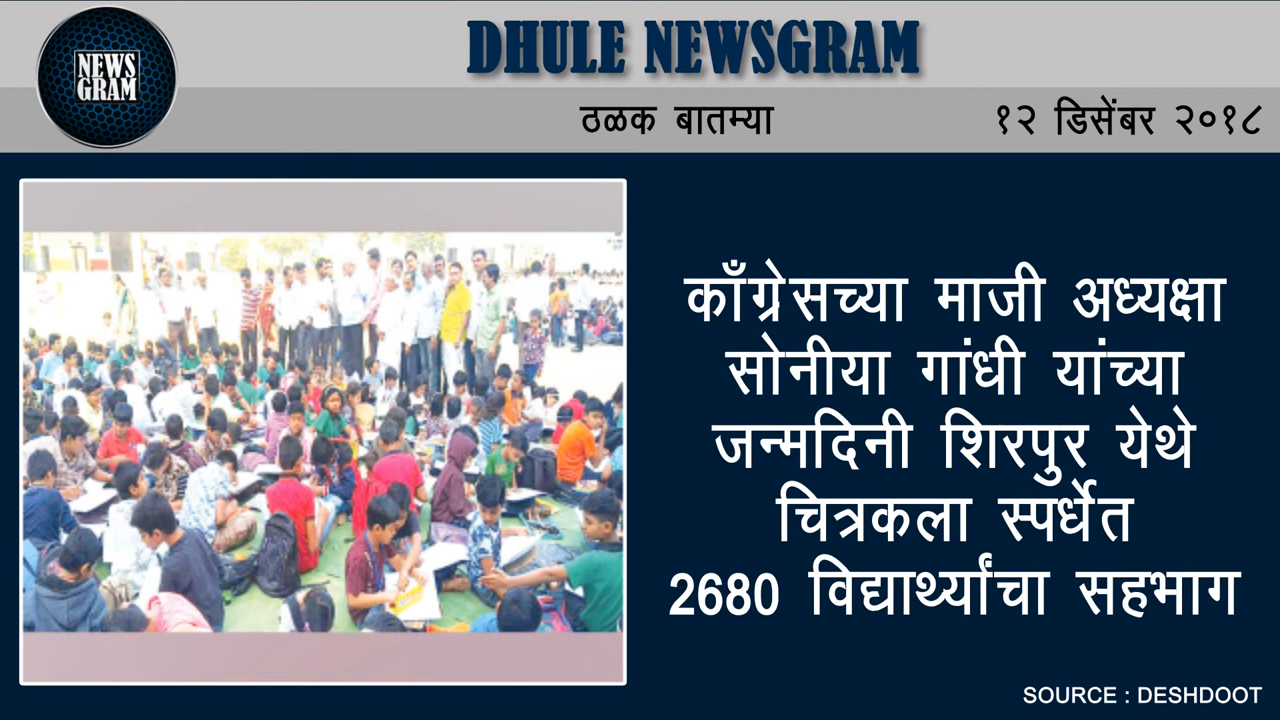 NEWS
GRAM
DHULE NEWSGRAM
ठळक बातम्या
१२ डिसेंबर २०१८
काँग्रेसच्या माजी अध्यक्षा
सोनीया गांधी यांच्या
जन्मदिनी शिरपुर येथे
चित्रकला स्पर्धेत
2680 विद्यार्थ्यांचा सहभाग
SOURCE : DESHDOOT